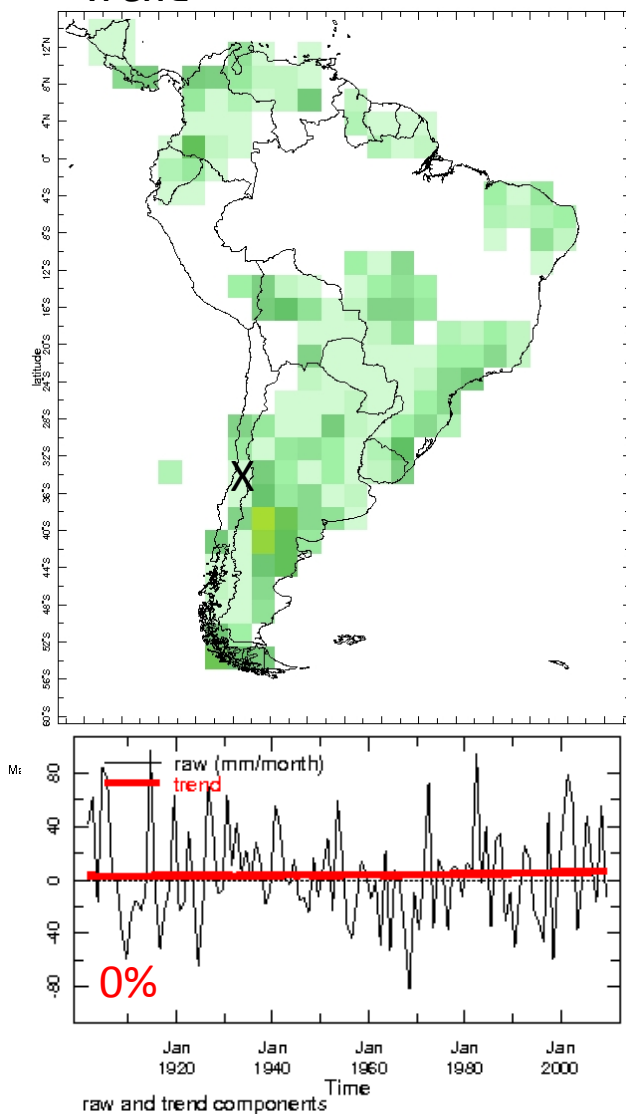 12°N
8°N
4°N
0°
4°S
8°S
12°S
16°S
20°S
24°S
28°S
32°S
36°S
40°S
44°S
48°S
52°S
56°S
60°S
latitude
X
raw (mm/month)
trend
80
40
0
-40
-80
0%
Jan Jan Jan Jan Jan
1920 1940 1960 1980 2000
Time
raw and trend components